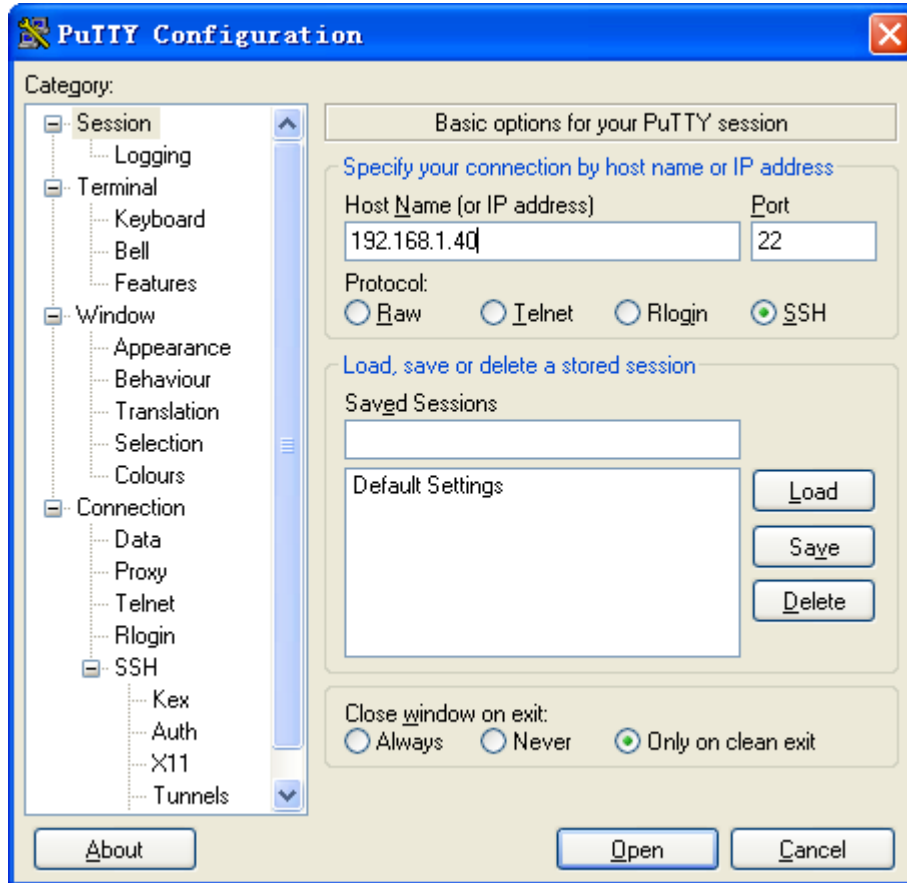 PuTTY Configuration
Category:
Session
Logging
Terminal
Keyboard
Bell
Features
Window
Appearance
Behaviour
Translation
Selection
Colours
Connection
Data
Proxy
Telnet
Rlogin
SSH
Kex
Auth
X11
Tunnels
Basic options for your PuTTY session
Specify your connection by host name or IP address
Host Name (or IP address) Port
192.168.1.40 22
Protocol:
Raw Telnet Rlogin SSH
Load, save or delete a stored session
Saved Sessions
Default Settings
Load
Save
Delete
Close window on exit:
Always Never Only on clean exit
About Open Cancel